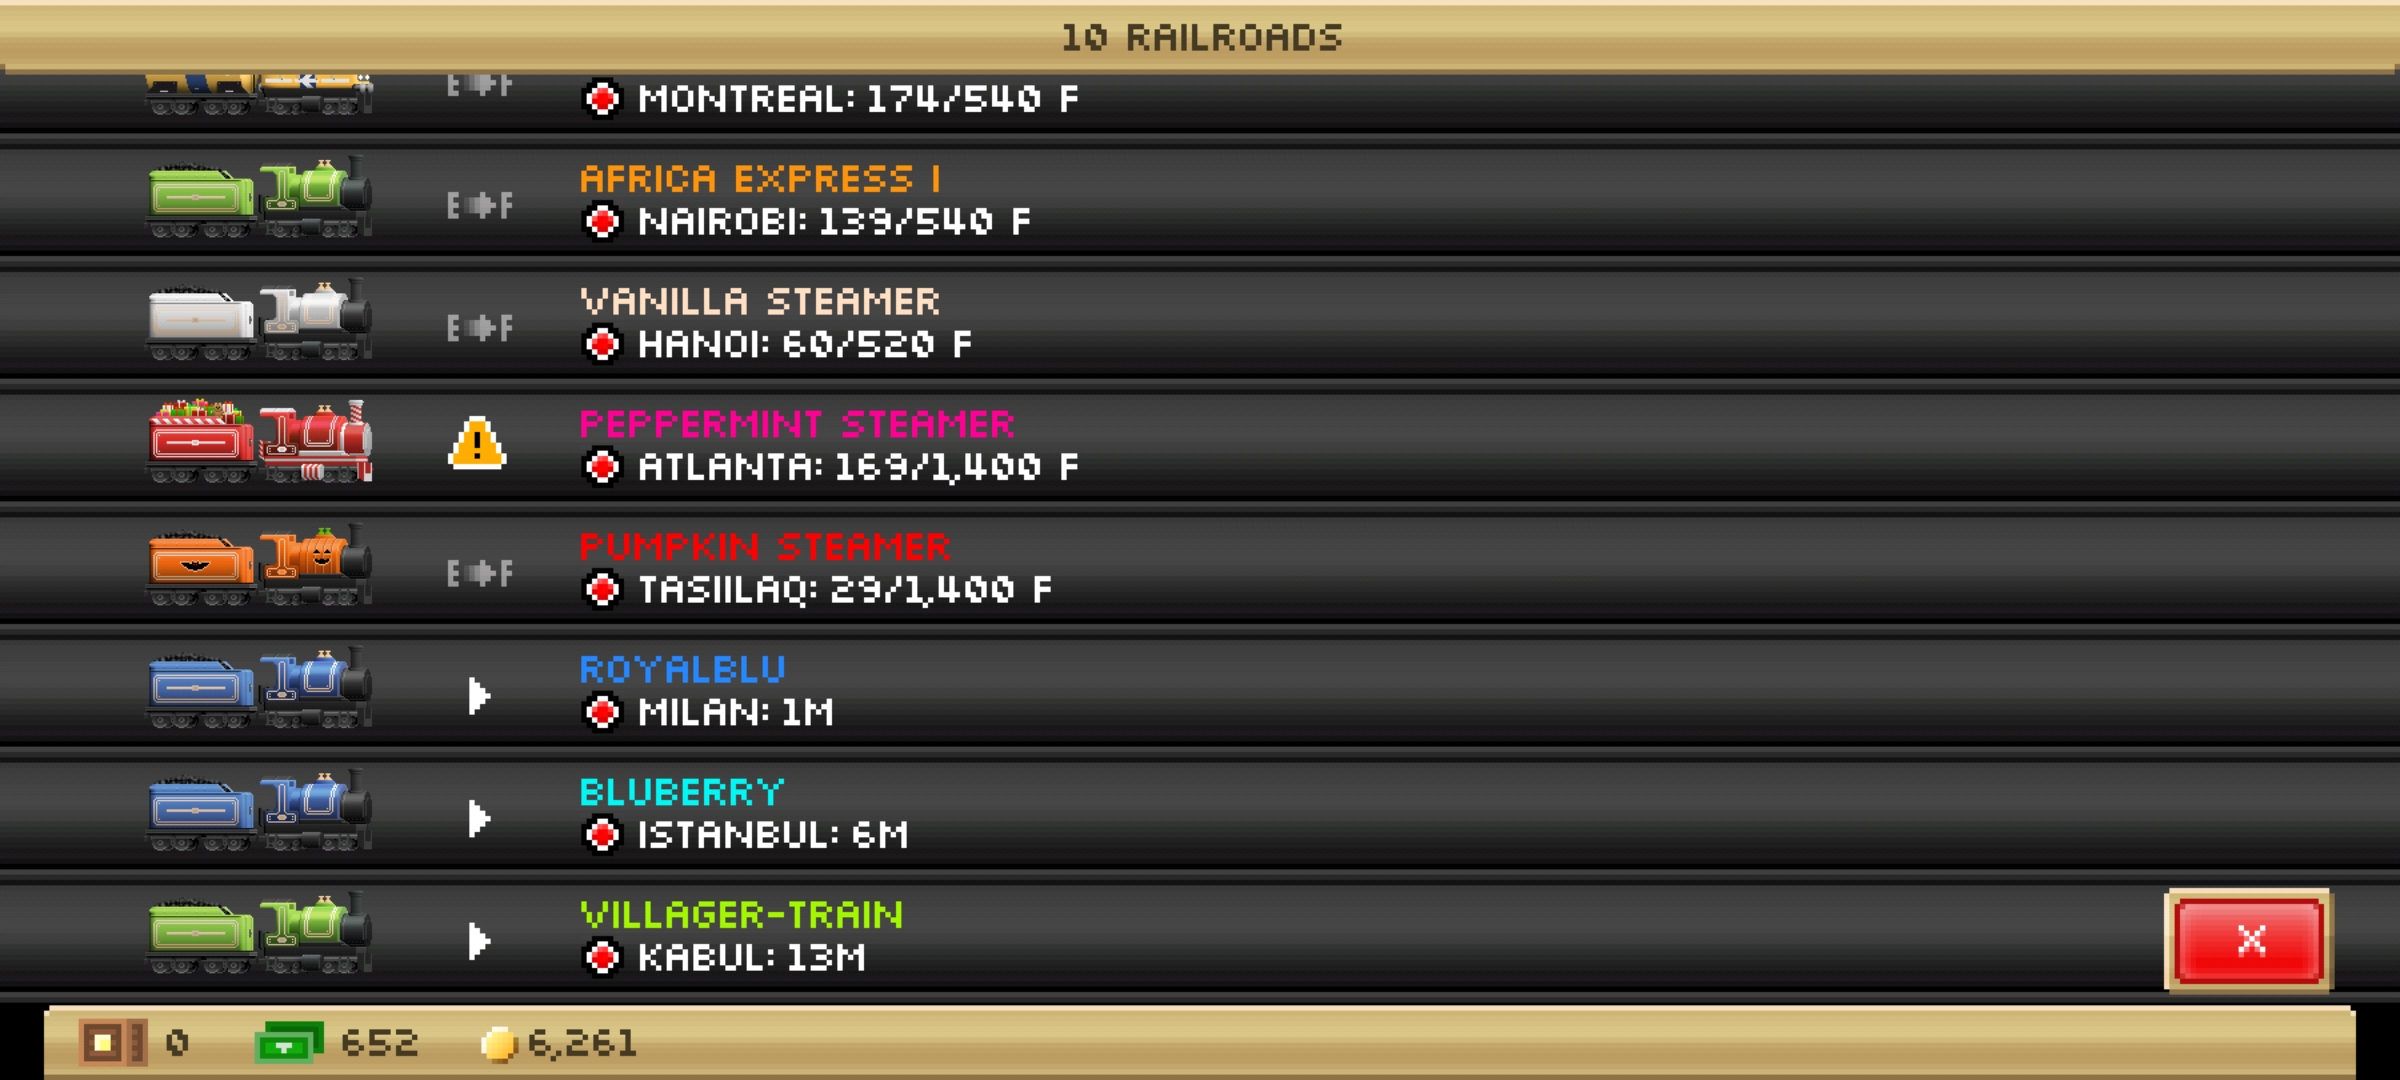 10 RAILROADS
E F
MONTREAL: 174/540 F
AFRICA EXPRESS I
E F
NAIROBI: 139/540 F
VANILLA STEAMER
E F
HANOI: 60/520 F
PEPPERMINT STEAMER
!
ATLANTA: 169/1,400 F
PUMPKIN STEAMER
E F
TASIILAQ: 29/1,400 F
ROYALBLU
MILAN: 1M
BLUBERRY
ISTANBUL: 6M
VILLAGER-TRAIN
KABUL: 13M
X
0 652 6,261